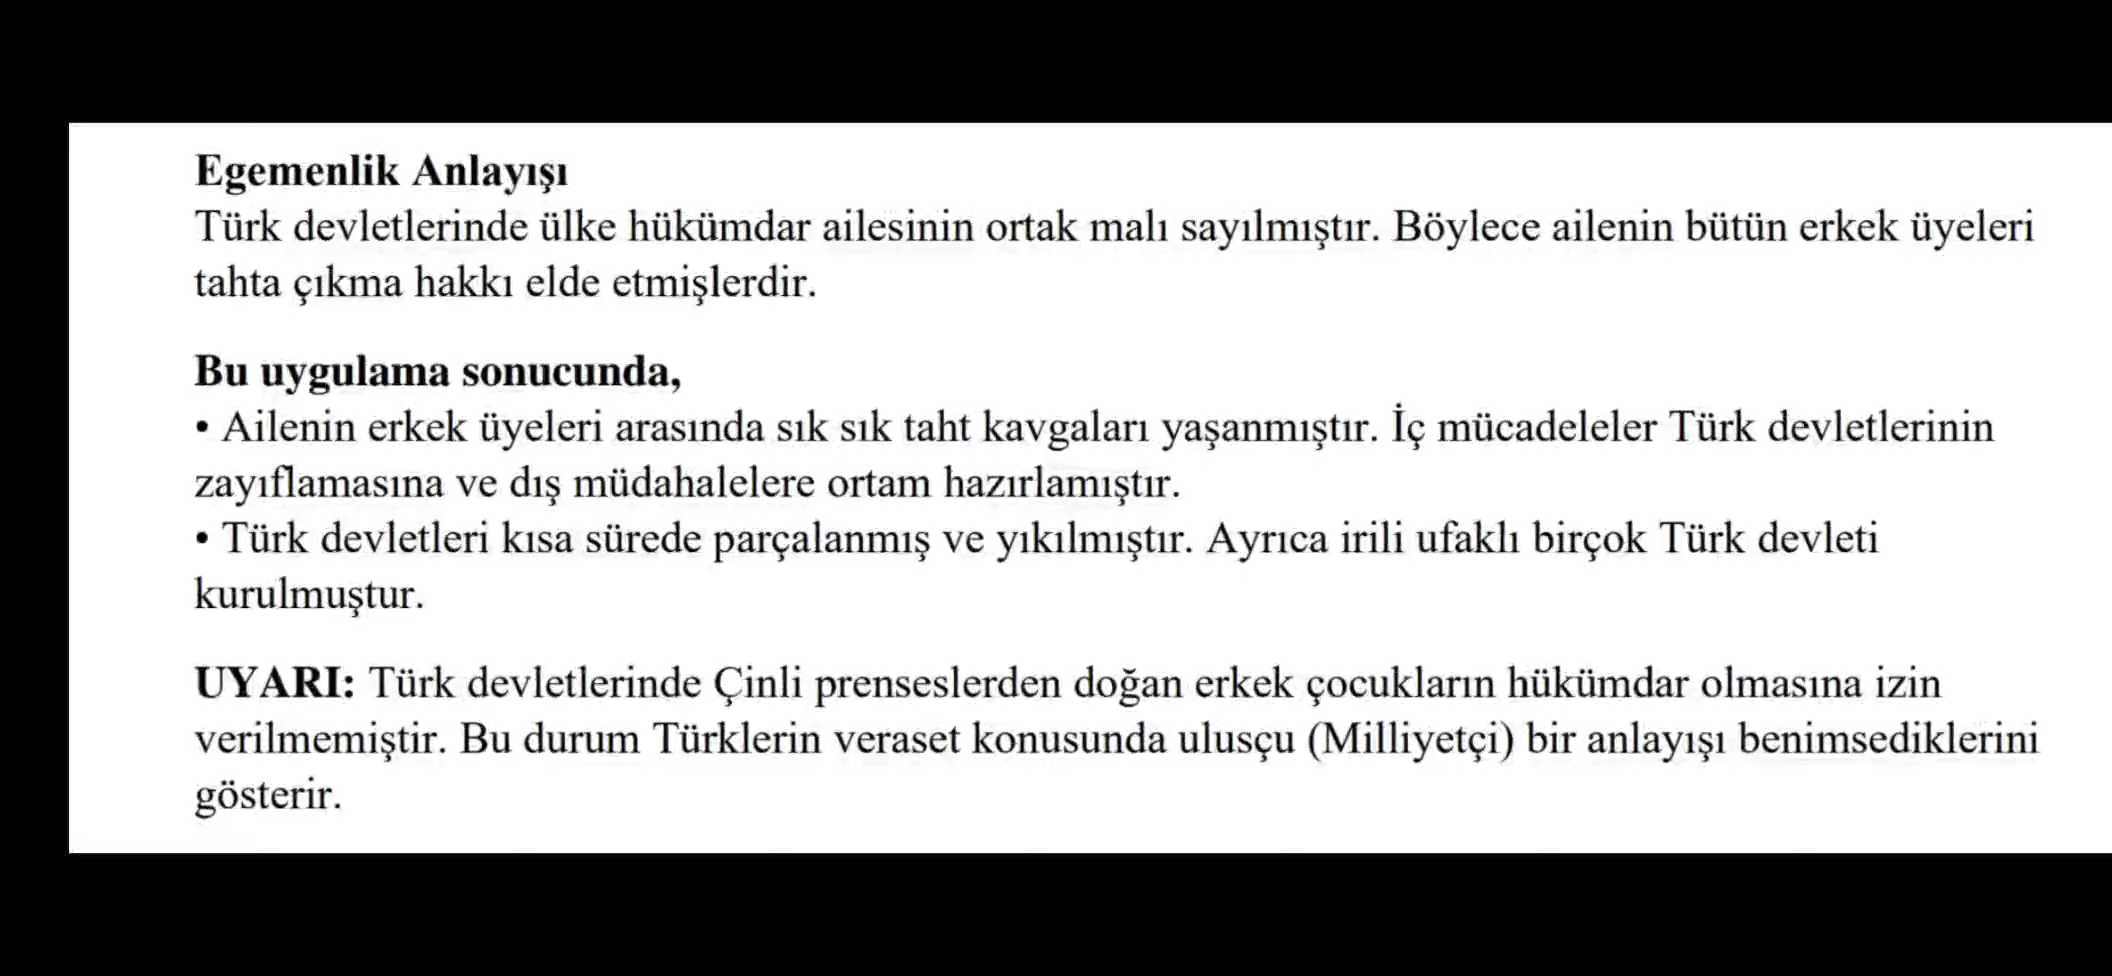 Egemenlik Anlayışı
Türk devletlerinde ülke hükümdar ailesinin ortak malı sayılmıştır. Böylece ailenin bütün erkek üyeleri
tahta çıkma hakkı elde etmişlerdir.
Bu uygulama sonucunda,
• Ailenin erkek üyeleri arasında sık sık taht kavgaları yaşanmıştır. İç mücadeleler Türk devletlerinin
zayıflamasına ve dış müdahalelere ortam hazırlamıştır.
• Türk devletleri kısa sürede parçalanmış ve yıkılmıştır. Ayrıca irili ufaklı birçok Türk devleti
kurulmuştur.
UYARI: Türk devletlerinde Çinli prenseslerden doğan erkek çocukların hükümdar olmasına izin
verilmemiştir. Bu durum Türklerin veraset konusunda ulusçu (Milliyetçi) bir anlayışı benimsediklerini
gösterir.